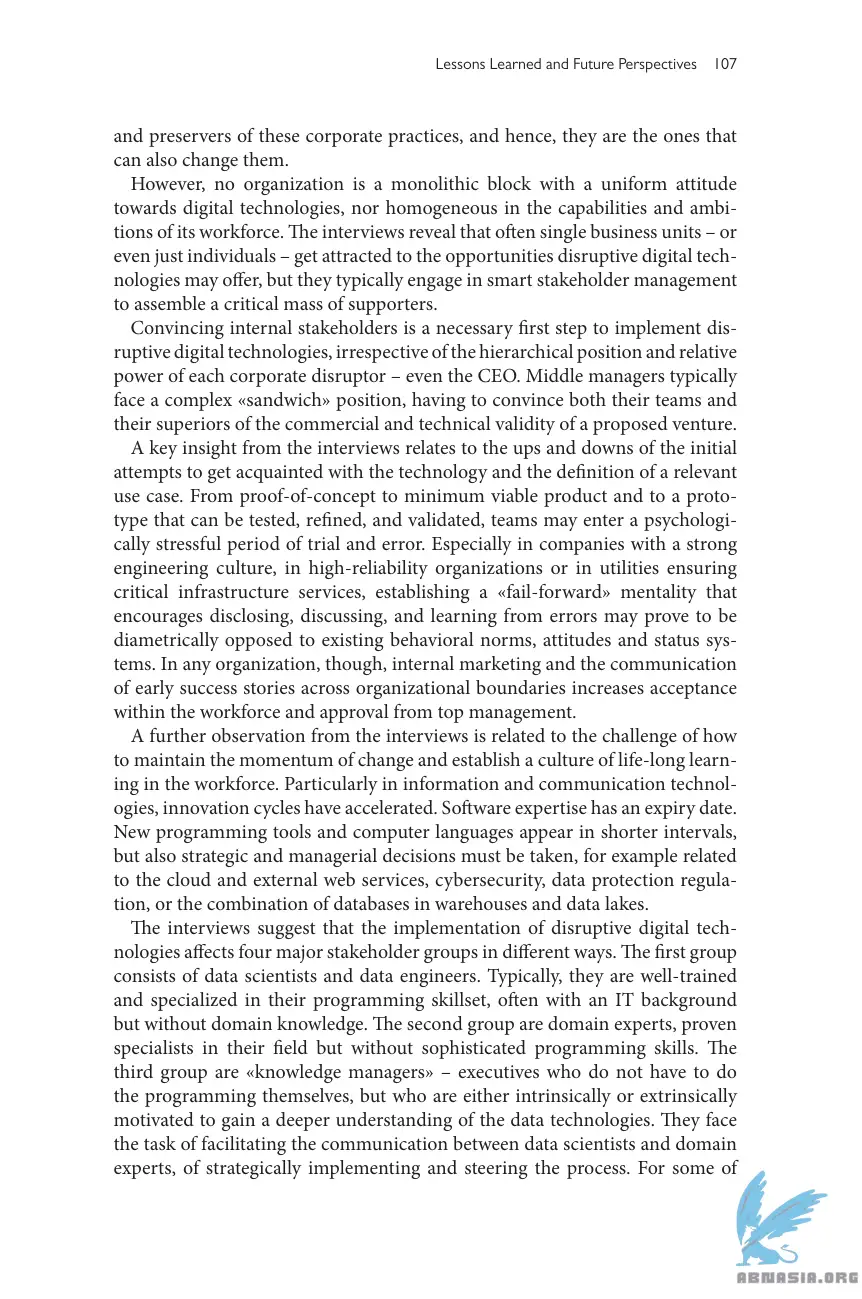 Lessons Learned and Future Perspectives 107
and preservers of these corporate practices, and hence, they are the ones that
can also change them.
However, no organization is a monolithic block with a uniform attitude
towards digital technologies, nor homogeneous in the capabilities and ambi-
tions of its workforce. The interviews reveal that often single business units – or
even just individuals – get attracted to the opportunities disruptive digital tech-
nologies may offer, but they typically engage in smart stakeholder management
to assemble a critical mass of supporters.
Convincing internal stakeholders is a necessary first step to implement dis-
ruptive digital technologies, irrespective of the hierarchical position and relative
power of each corporate disruptor – even the CEO. Middle managers typically
face a complex «sandwich» position, having to convince both their teams and
their superiors of the commercial and technical validity of a proposed venture.
A key insight from the interviews relates to the ups and downs of the initial
attempts to get acquainted with the technology and the definition of a relevant
use case. From proof-of-concept to minimum viable product and to a proto-
type that can be tested, refined, and validated, teams may enter a psychologi-
cally stressful period of trial and error. Especially in companies with a strong
engineering culture, in high-reliability organizations or in utilities ensuring
critical infrastructure services, establishing a «fail-forward» mentality that
encourages disclosing, discussing, and learning from errors may prove to be
diametrically opposed to existing behavioral norms, attitudes and status sys-
tems. In any organization, though, internal marketing and the communication
of early success stories across organizational boundaries increases acceptance
within the workforce and approval from top management.
A further observation from the interviews is related to the challenge of how
to maintain the momentum of change and establish a culture of life-long learn-
ing in the workforce. Particularly in information and communication technol-
ogies, innovation cycles have accelerated. Software expertise has an expiry date.
New programming tools and computer languages appear in shorter intervals,
but also strategic and managerial decisions must be taken, for example related
to the cloud and external web services, cybersecurity, data protection regula-
tion, or the combination of databases in warehouses and data lakes.
The interviews suggest that the implementation of disruptive digital tech-
nologies affects four major stakeholder groups in different ways. The first group
consists of data scientists and data engineers. Typically, they are well-trained
and specialized in their programming skillset, often with an IT background
but without domain knowledge. The second group are domain experts, proven
specialists in their field but without sophisticated programming skills. The
third group are «knowledge managers» – executives who do not have to do
the programming themselves, but who are either intrinsically or extrinsically
motivated to gain a deeper understanding of the data technologies. They face
the task of facilitating the communication between data scientists and domain
experts, of strategically implementing and steering the process. For some of
ABNASIA.ORG